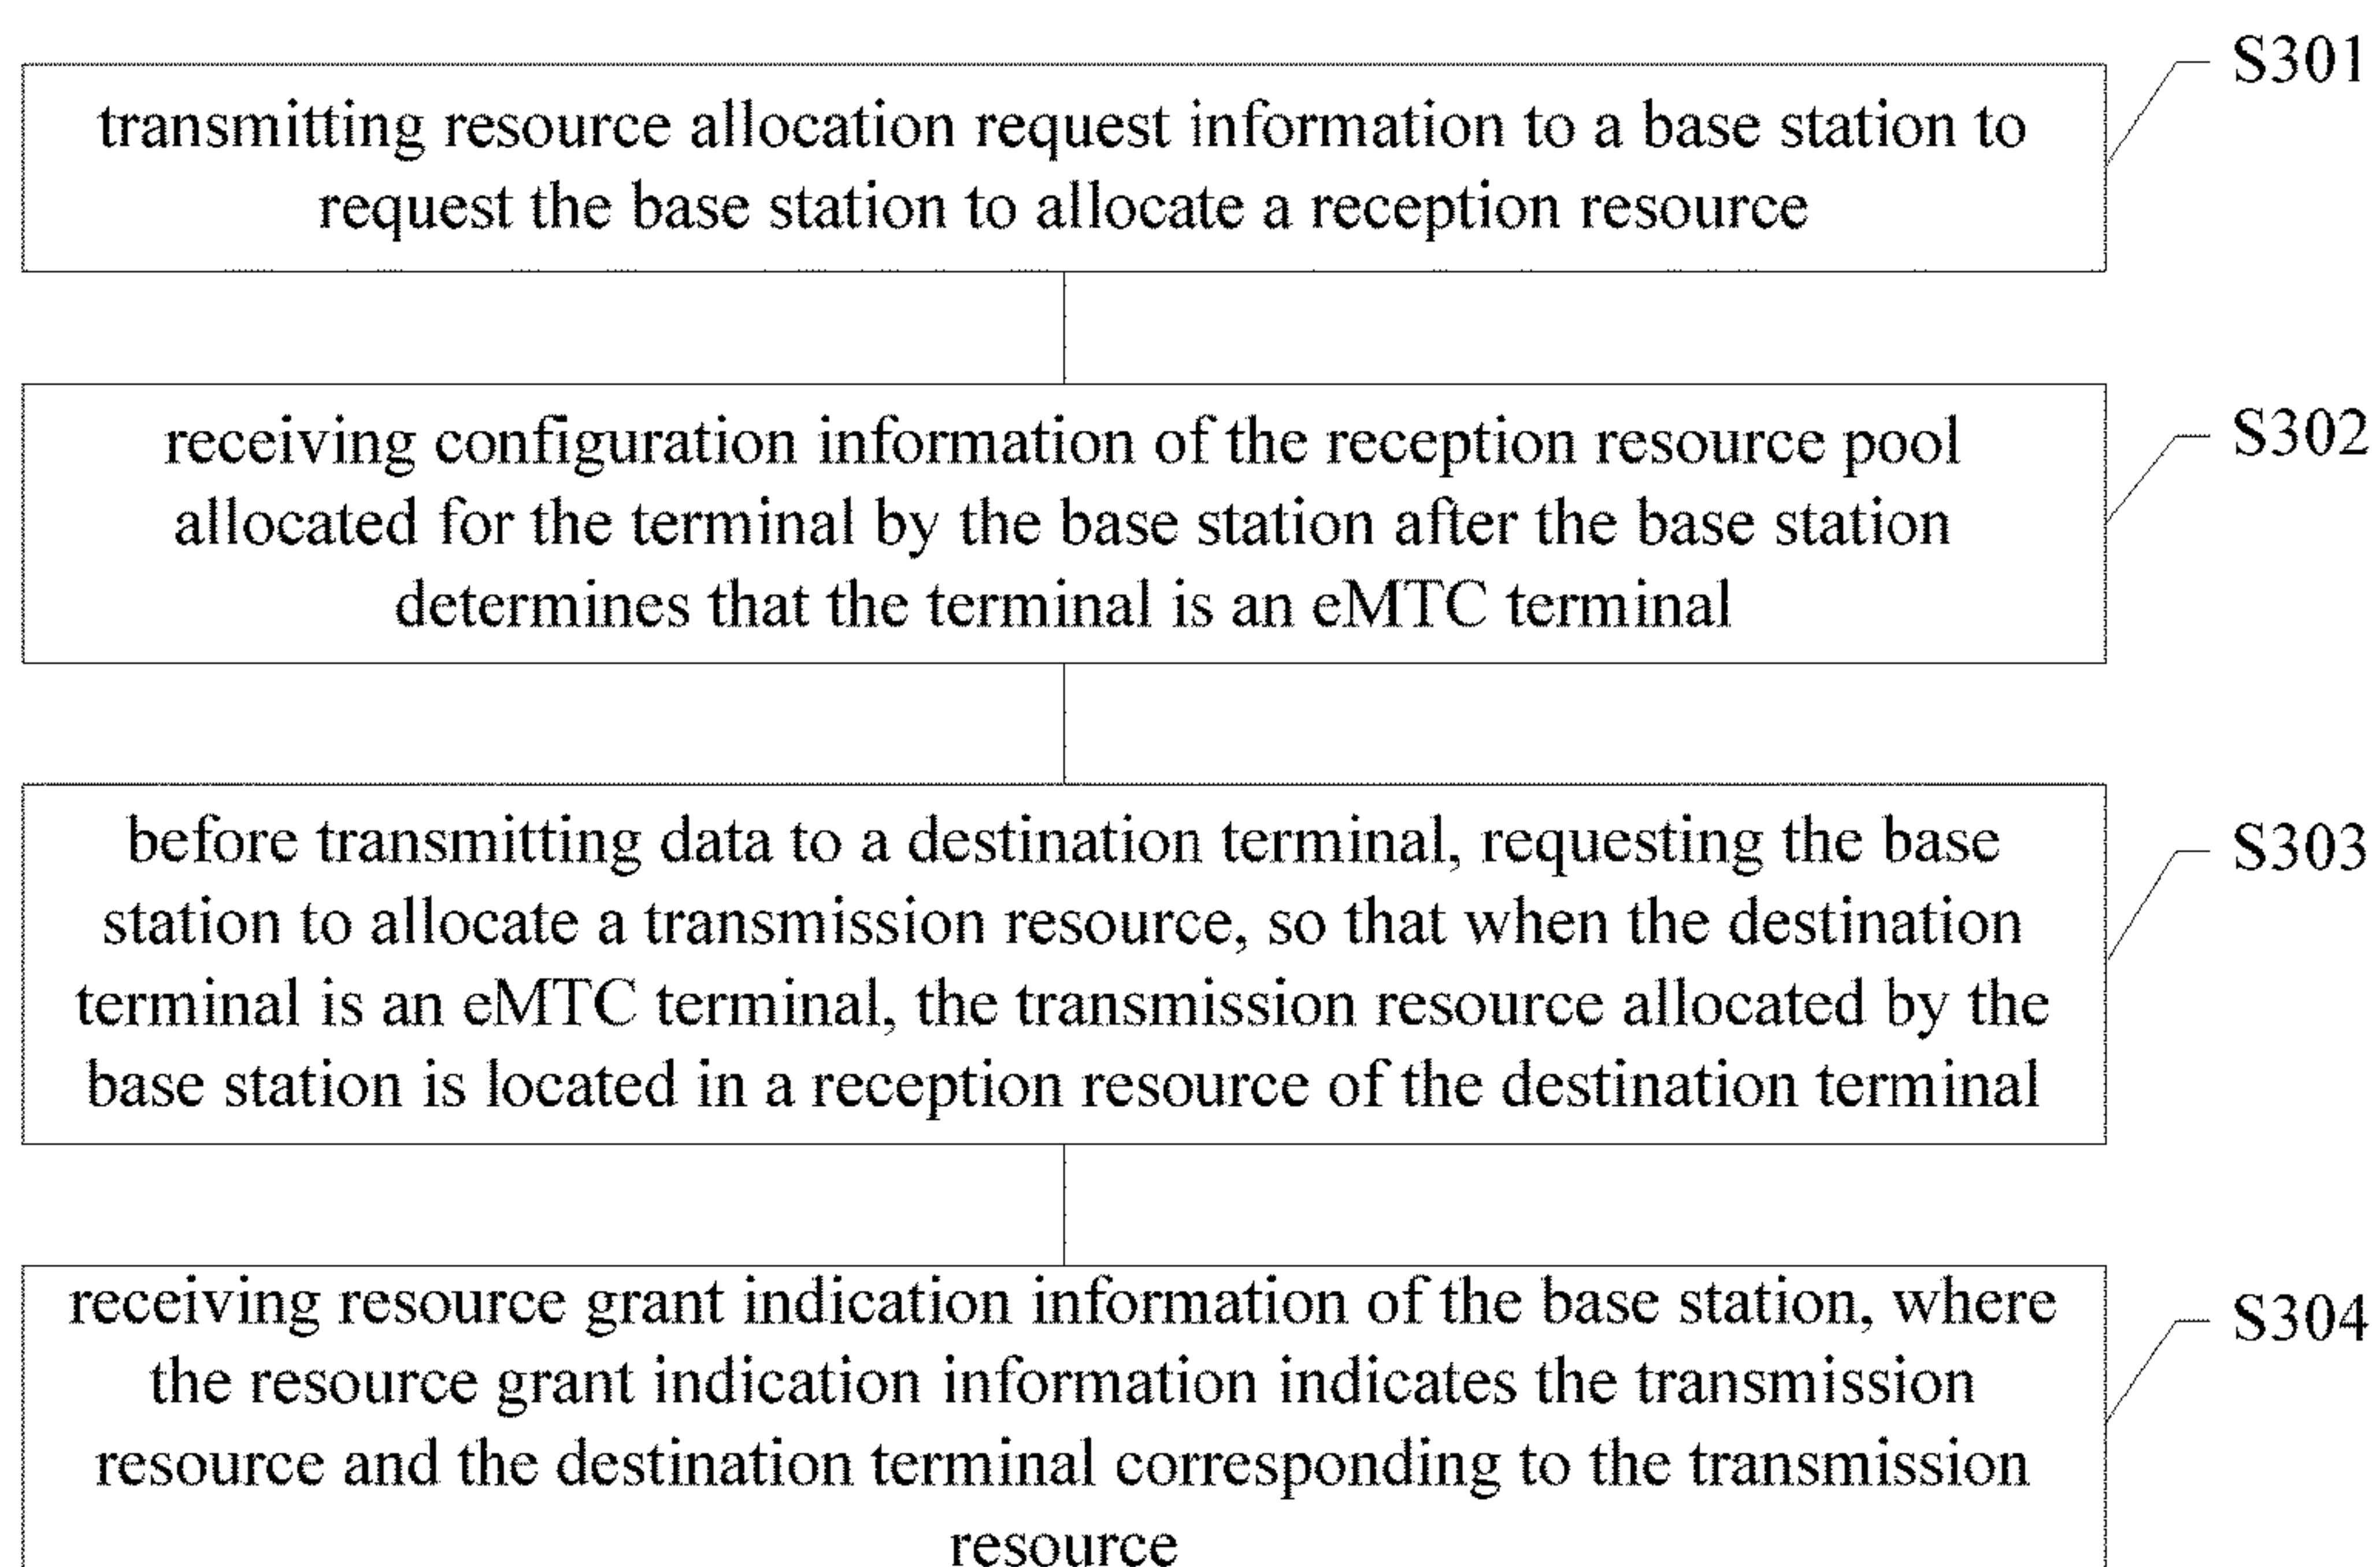 S301
transmitting resource allocation request information to a base station to
request the base station to allocate a reception resource
S302
receiving configuration information of the reception resource pool
allocated for the terminal by the base station after the base station
determines that the terminal is an eMTC terminal
S303
before transmitting data to a destination terminal, requesting the base
station to allocate a transmission resource, so that when the destination
terminal is an eMTC terminal, the transmission resource allocated by the
base station is located in a reception resource of the destination terminal
S304
receiving resource grant indication information of the base station, where
the resource grant indication information indicates the transmission
resource and the destination terminal corresponding to the transmission
resource